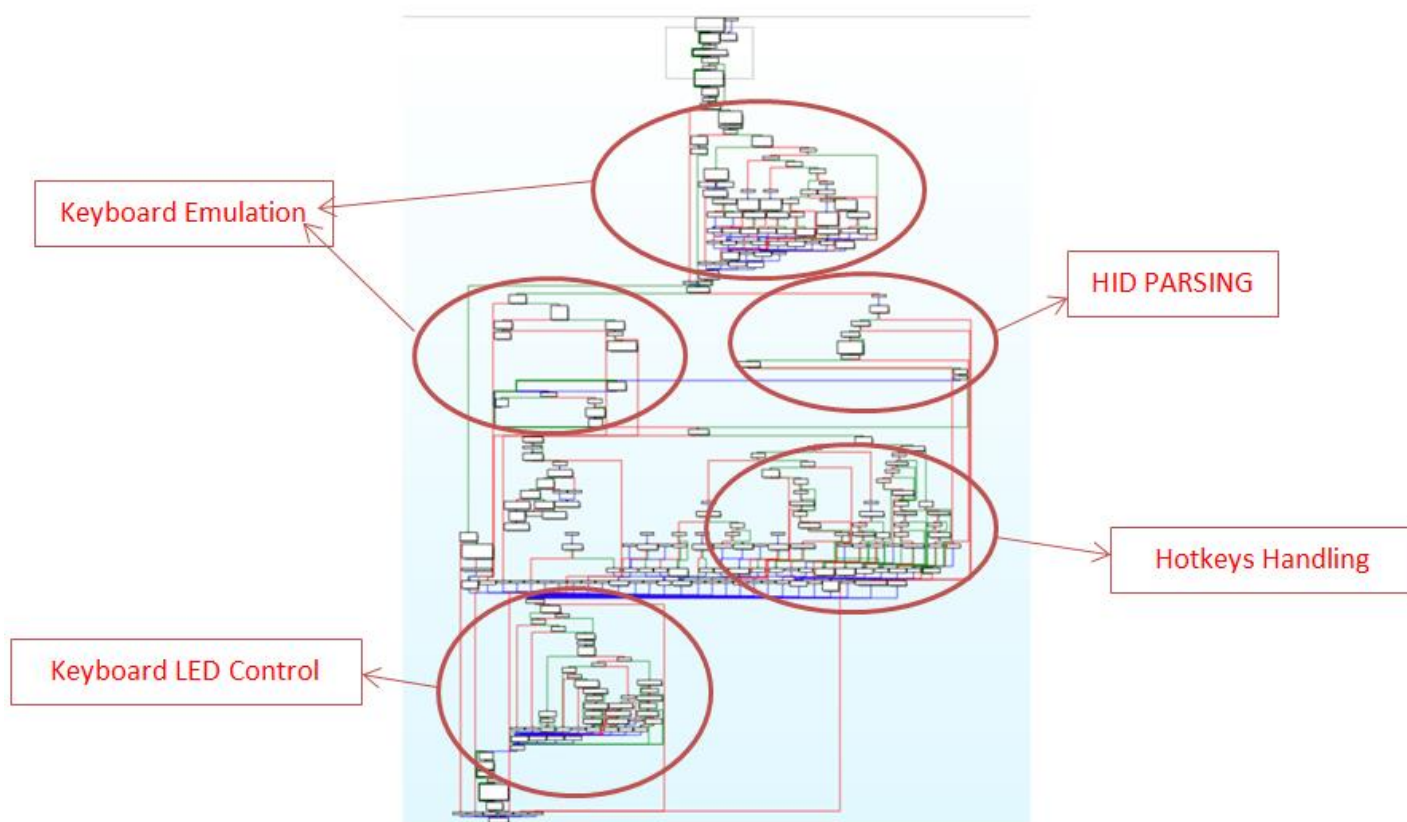 Keyboard Emulation
HID PARSING
Hotkeys Handling
Keyboard LED Control